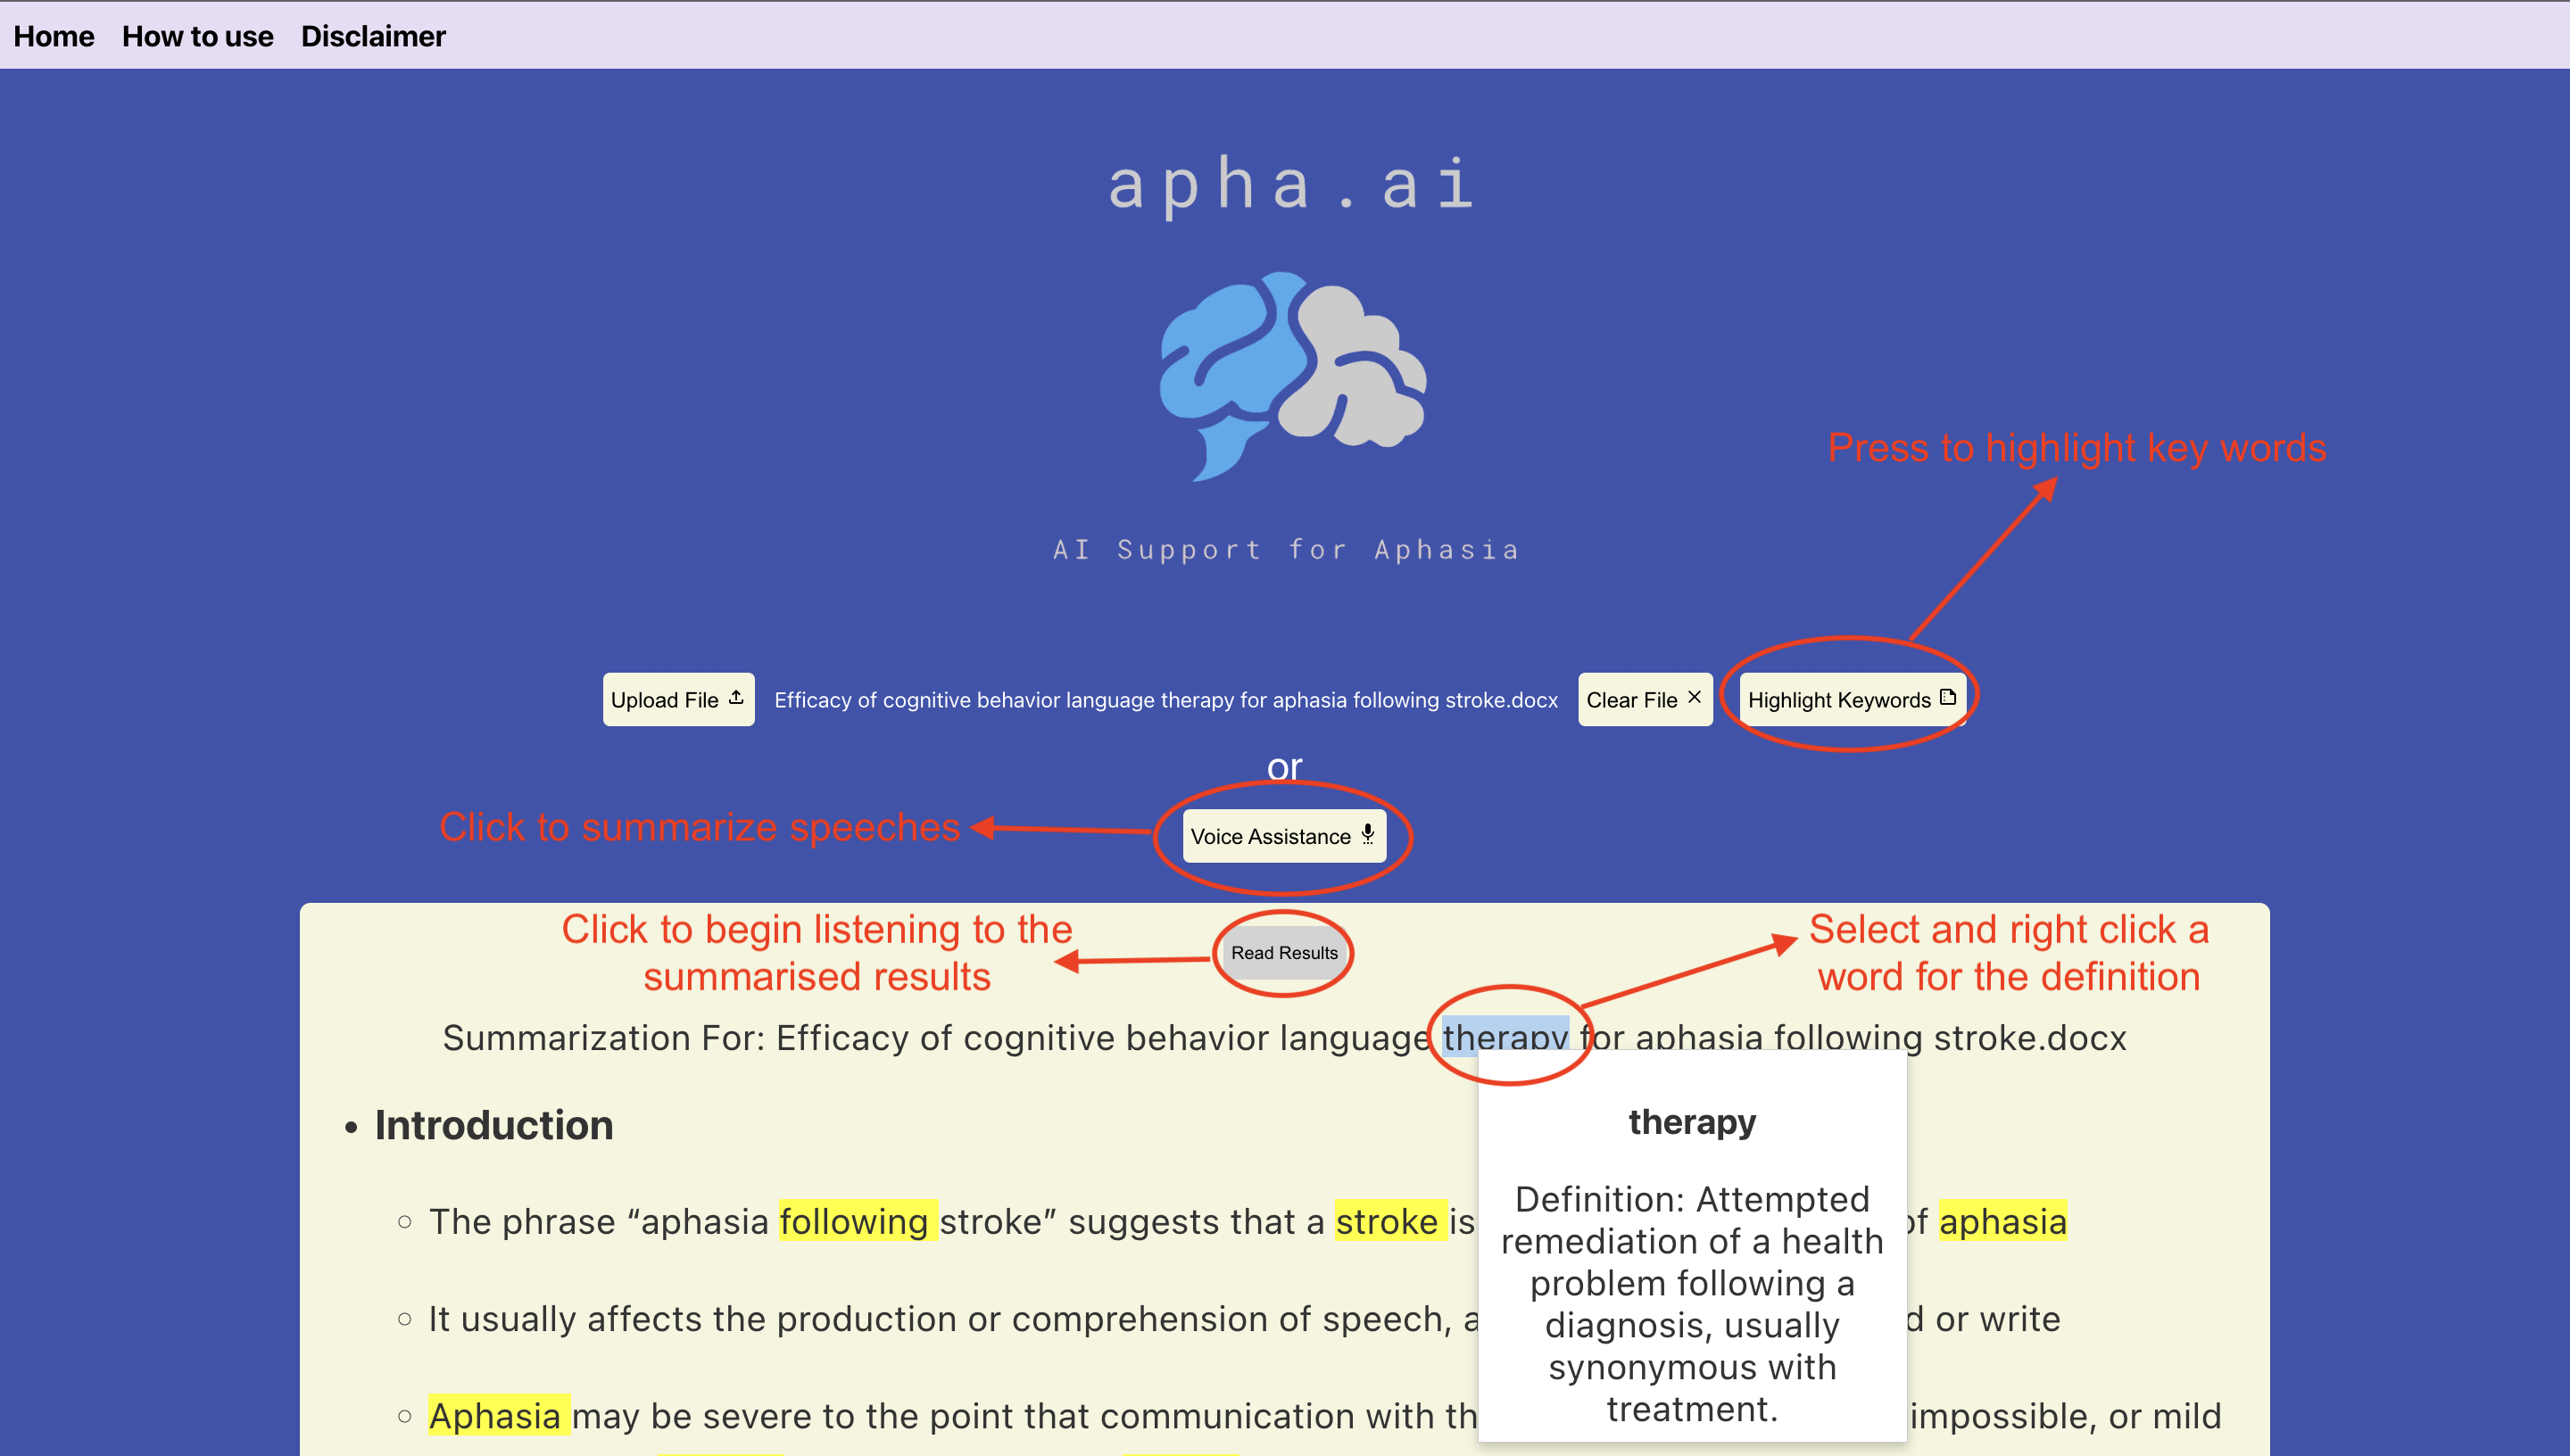 Home How to use Disclaimer
apha.ai
AI Support for Aphasia
Press to highlight key words
Upload File Efficacy of cognitive behavior language therapy for aphasia following stroke.docx Clear File Highlight Keywords
or
Click to summarize speeches
Voice Assistance
Click to begin listening to the
summarised results
Read Results
Select and right click a
word for the definition
Summarization For: Efficacy of cognitive behavior language therapy for aphasia following stroke.docx
• Introduction
The phrase “aphasia following stroke” suggests that a stroke is of aphasia
It usually affects the production or comprehension of speech, or write
Aphasia may be severe to the point that communication with impossible, or mild
therapy
Definition: Attempted
remediation of a health
problem following a
diagnosis, usually
synonymous with
treatment.